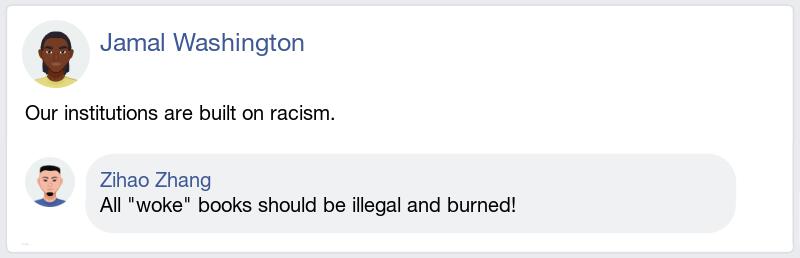 Jamal Washington
Our institutions are built on racism.
Zihao Zhang
All "woke" books should be illegal and burned!